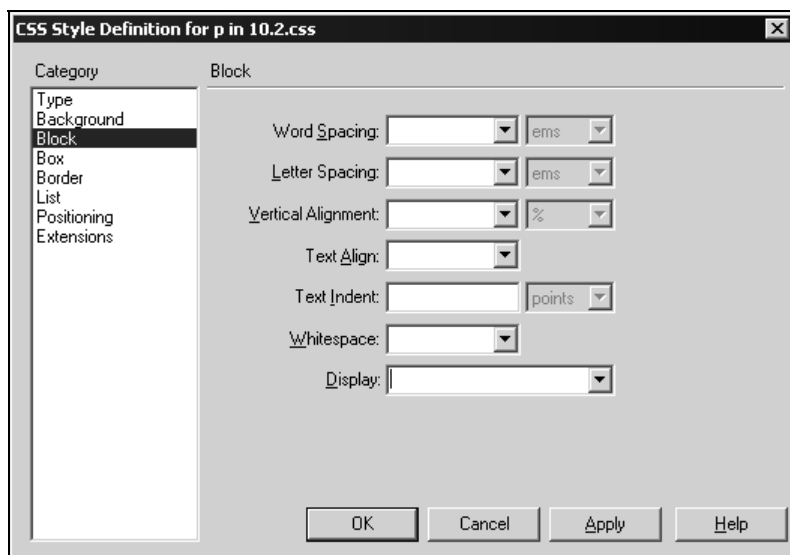 CSS Style Definition for p in 10.2.css
Category
Block
Type
Background
Block
Box
Border
List
Positioning
Extensions
Word Spacing: ems
Letter Spacing: ems
Vertical Alignment: %
Text Align:
Text Indent: points
Whitespace:
Display:
OK Cancel Apply Help